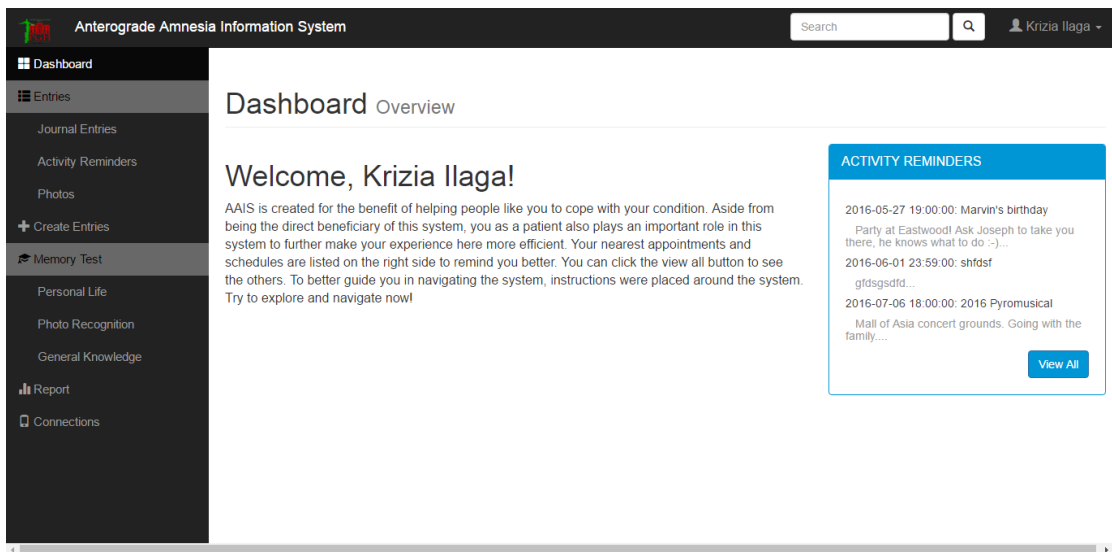 Anterograde Amnesia Information System
Search
Krizia Ilaga
Dashboard
Entries
Journal Entries
Activity Reminders
Photos
Create Entries
Memory Test
Personal Life
Photo Recognition
General Knowledge
Report
Connections
Dashboard Overview
Welcome, Krizia Ilaga!
AAIS is created for the benefit of helping people like you to cope with your condition. Aside from
being the direct beneficiary of this system, you as a patient also plays an important role in this
system to further make your experience here more efficient. Your nearest appointments and
schedules are listed on the right side to remind you better. You can click the view all button to see
the others. To better guide you in navigating the system, instructions were placed around the system.
Try to explore and navigate now!
ACTIVITY REMINDERS
2016-05-27 19:00:00: Marvin's birthday
Party at Eastwood! Ask Joseph to take you
there, he knows what to do :-)...
2016-06-01 23:59:00: shfdsf
gfdsgsdfd...
2016-07-06 18:00:00: 2016 Pyromusical
Mall of Asia concert grounds. Going with the
family....
View All